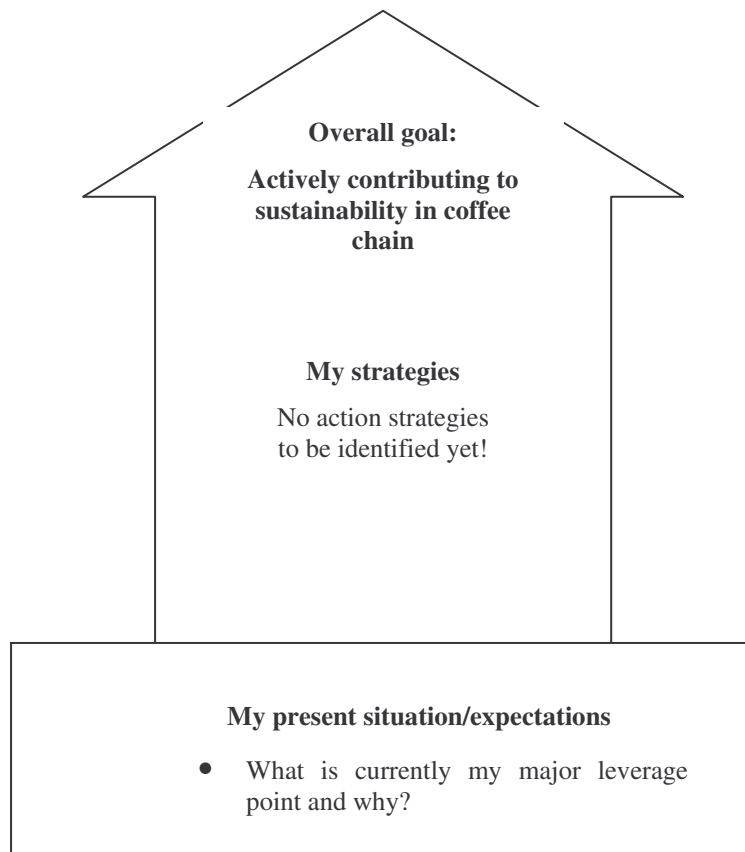 Overall goal:
Actively contributing to
sustainability in coffee
chain
My strategies
No action strategies
to be identified yet!
My present situation/expectations
• What is currently my major leverage
point and why?